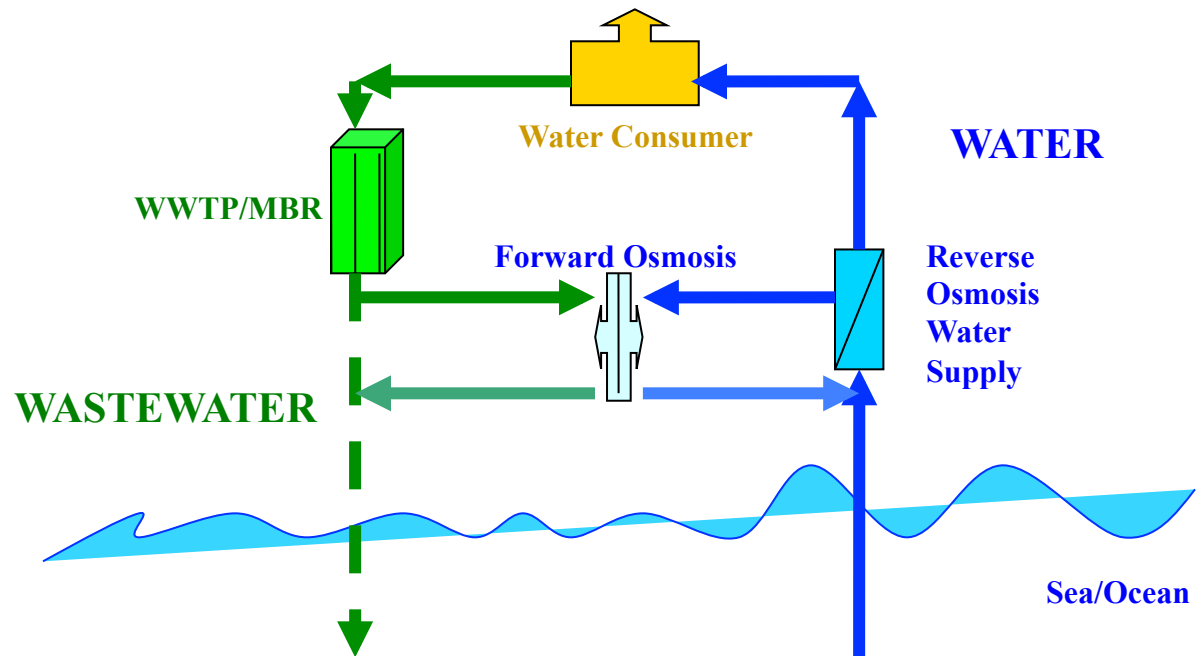 Water Consumer
WATER
WWTP/MBR
Forward Osmosis
Reverse
Osmosis
Water
Supply
WASTEWATER
Sea/Ocean